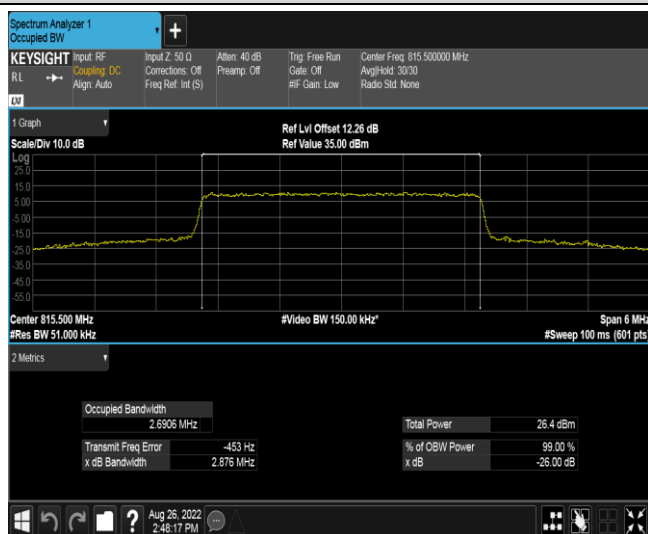 Spectrum Analyzer 1
Occupied BW
+
KEYSIGHT
RL
LXI
Input: RF
Coupling: DC
Align: Auto
Input Z: 50 Ω
Corrections: Off
Freq Ref: Int (S)
Atten: 40 dB
Preamp: Off
Trig: Free Run
Gate: Off
#IF Gain: Low
Center Freq: 815.500000 MHz
Avg|Hold: 30/30
Radio Std: None
1 Graph
Scale/Div 10.0 dB
Ref Lvl Offset 12.26 dB
Ref Value 35.00 dBm
Log
25.0
15.0
5.00
-5.00
-15.0
-25.0
-35.0
-45.0
-55.0
Center 815.500 MHz
#Video BW 150.00 kHz*
Span 6 MHz
#Res BW 51.000 kHz
#Sweep 100 ms (601 pts)
2 Metrics
Occupied Bandwidth
2.6906 MHz
Total Power 26.4 dBm
Transmit Freq Error -453 Hz
% of OBW Power 99.00 %
x dB Bandwidth 2.876 MHz
x dB -26.00 dB
?
Aug 26, 2022
2:48:17 PM